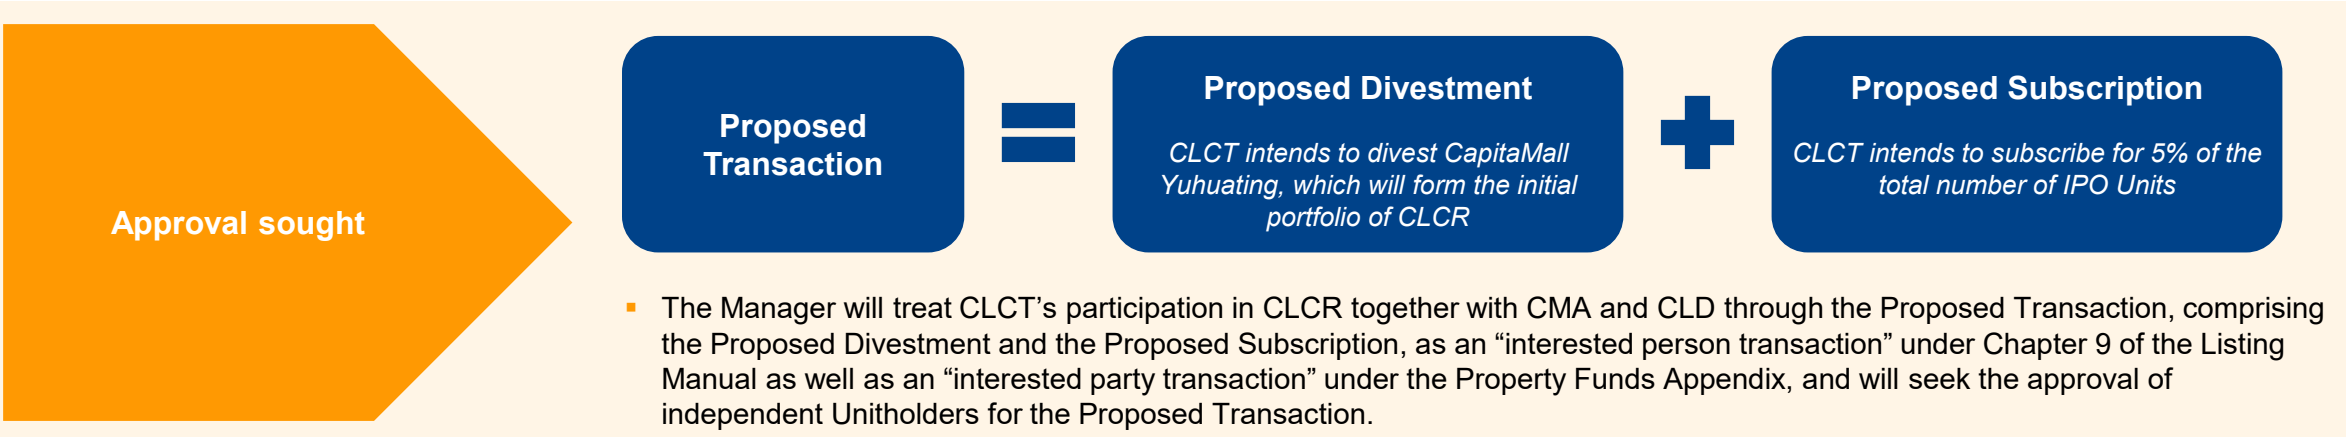 Approval sought
Proposed
Transaction
Proposed Divestment
CLCT intends to divest CapitaMall
Yuhuating, which will form the initial
portfolio of CLCR
Proposed Subscription
CLCT intends to subscribe for 5% of the
total number of IPO Units
▪ The Manager will treat CLCT’s participation in CLCR together with CMA and CLD through the Proposed Transaction, comprising
the Proposed Divestment and the Proposed Subscription, as an “interested person transaction” under Chapter 9 of the Listing
Manual as well as an “interested party transaction” under the Property Funds Appendix, and will seek the approval of
independent Unitholders for the Proposed Transaction.